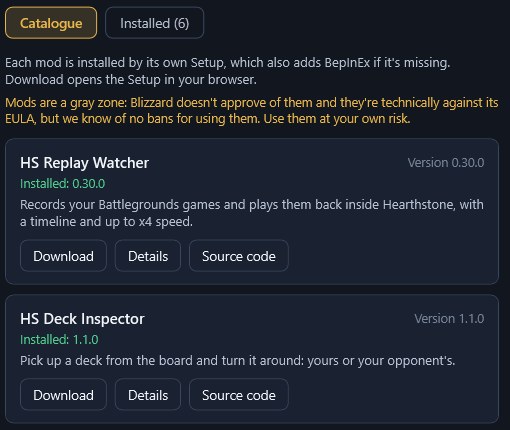 Catalogue
Installed (6)
Each mod is installed by its own Setup, which also adds BepInEx if it's missing.
Download opens the Setup in your browser.
Mods are a gray zone: Blizzard doesn't approve of them and they're technically against its
EULA, but we know of no bans for using them. Use them at your own risk.
HS Replay Watcher
Version 0.30.0
Installed: 0.30.0
Records your Battlegrounds games and plays them back inside Hearthstone, with
a timeline and up to x4 speed.
Download
Details
Source code
HS Deck Inspector
Version 1.1.0
Installed: 1.1.0
Pick up a deck from the board and turn it around: yours or your opponent's.
Download
Details
Source code